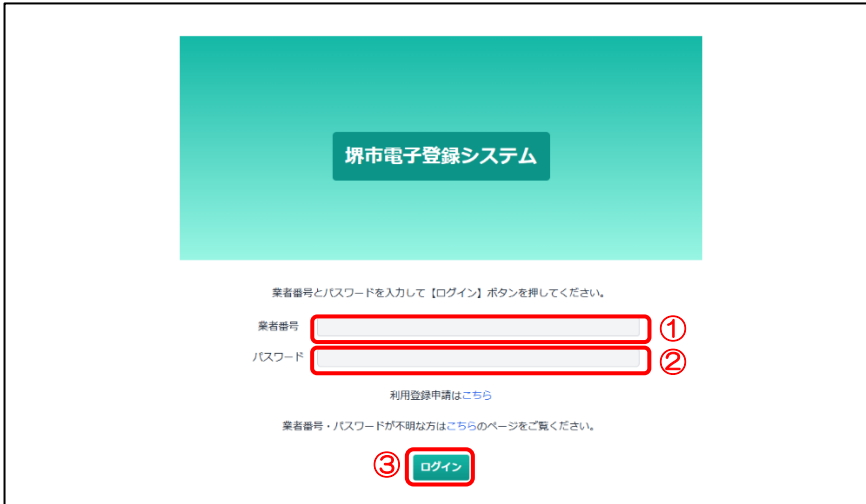 堺市電子登録システム
業者番号とパスワードを入力して【ログイン】ボタンを押してください。
業者番号 ①
パスワード ②
利用登録申請はこちら
業者番号・パスワードが不明な方はこちらのページをご覧ください。
③ ログイン